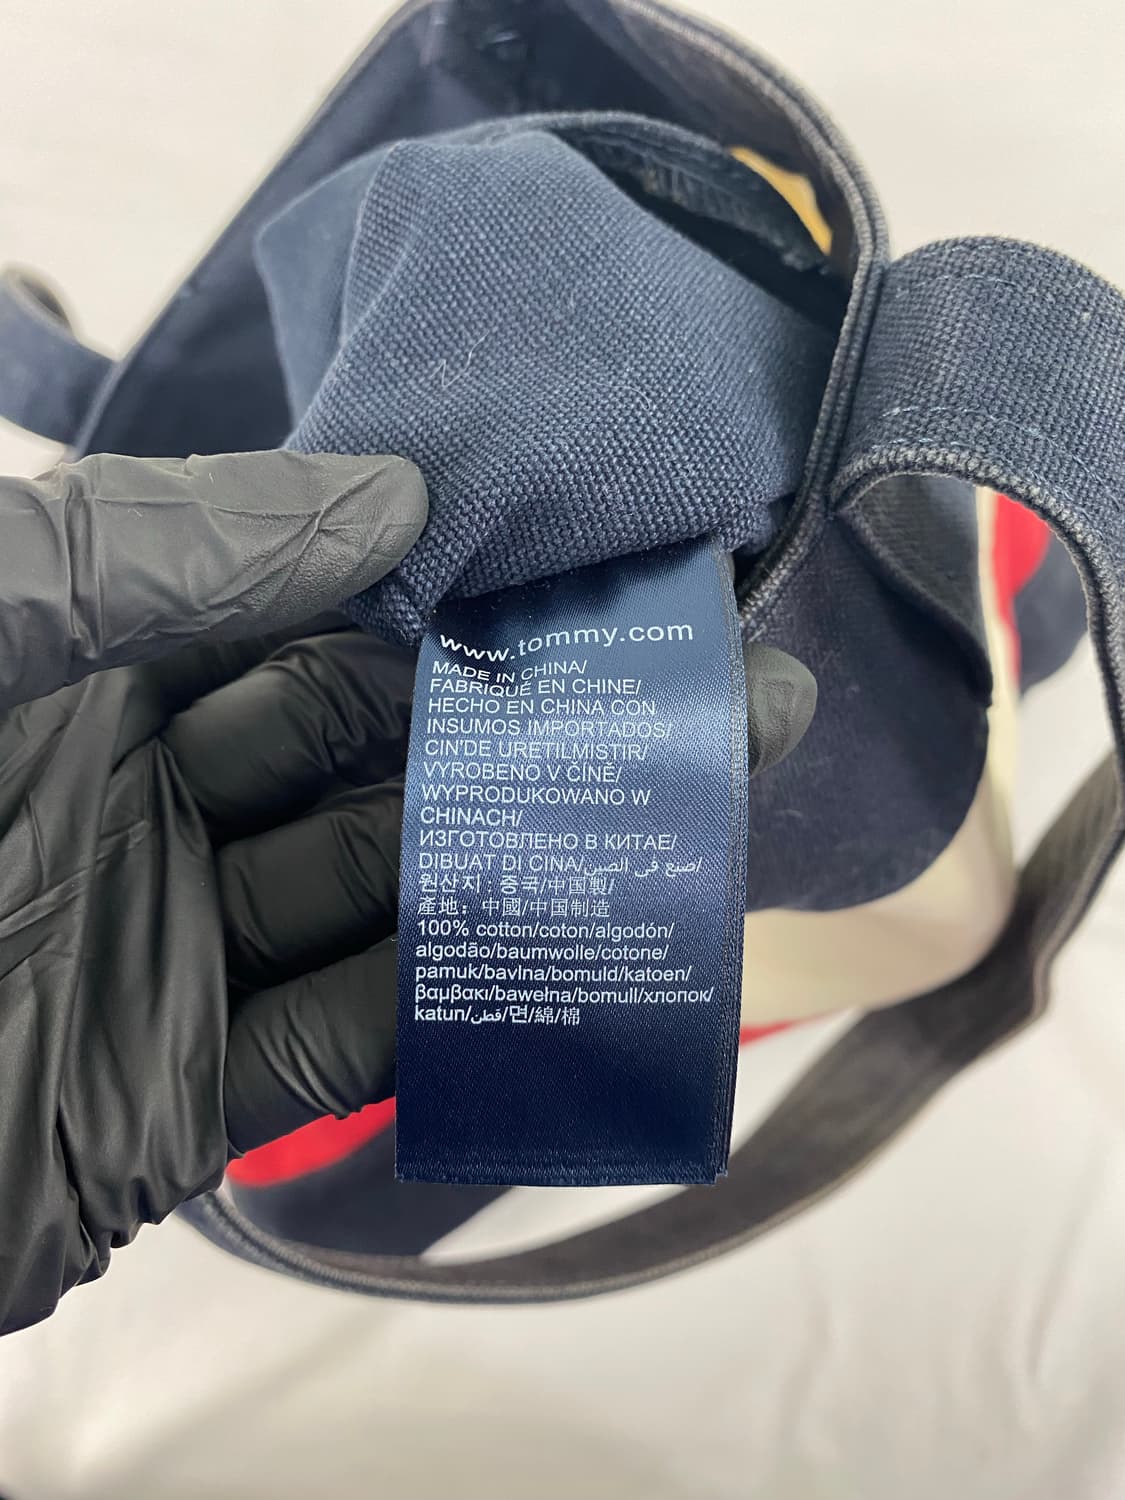 www.tommy.com
MADE IN CHINA/
FABRIQUÉ EN CHINE/
HECHO EN CHINA CON
INSUMOS IMPORTADOS/
CIN'DE URETILMISTIR/
VYROBENO V ČÍNĚ/
WYPRODUKOWANO W
CHINACH/
ИЗГОТОВЛЕНО В КИТАЕ/
DIBUAT DI CINA/صنع في الصين/
원산지 : 중국/中国製/
產地：中國/中国制造
100% cotton/coton/algodón/
algodão/baumwolle/cotone/
pamuk/bavlna/bomuld/katoen/
βαμβακι/bawełna/bomull/хлопок/
katun/قطن/면/綿/棉